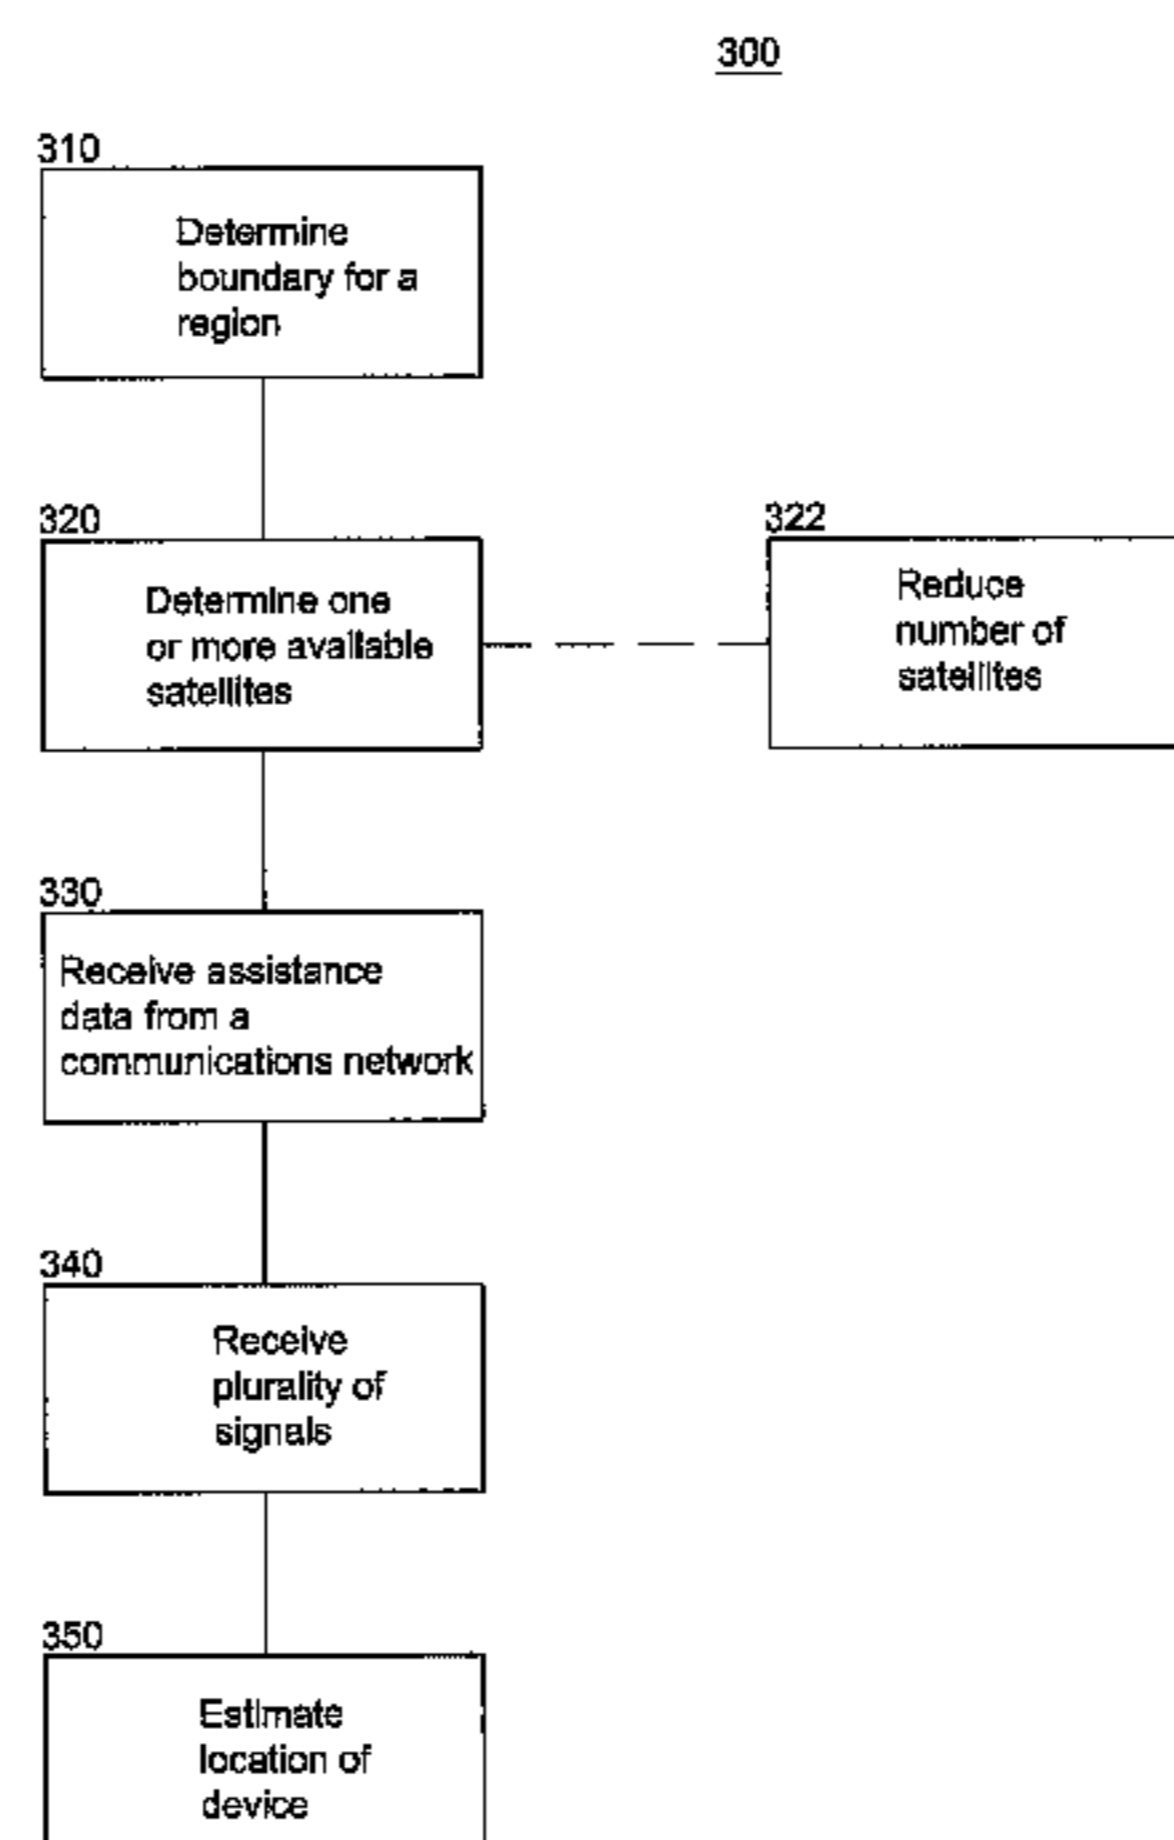 300
310
Determine
boundary for a
region
320
Determine one
or more available
satellites
322
Reduce
number of
satellites
330
Receive assistance
data from a
communications network
340
Receive
plurality of
signals
350
Estimate
location of
device